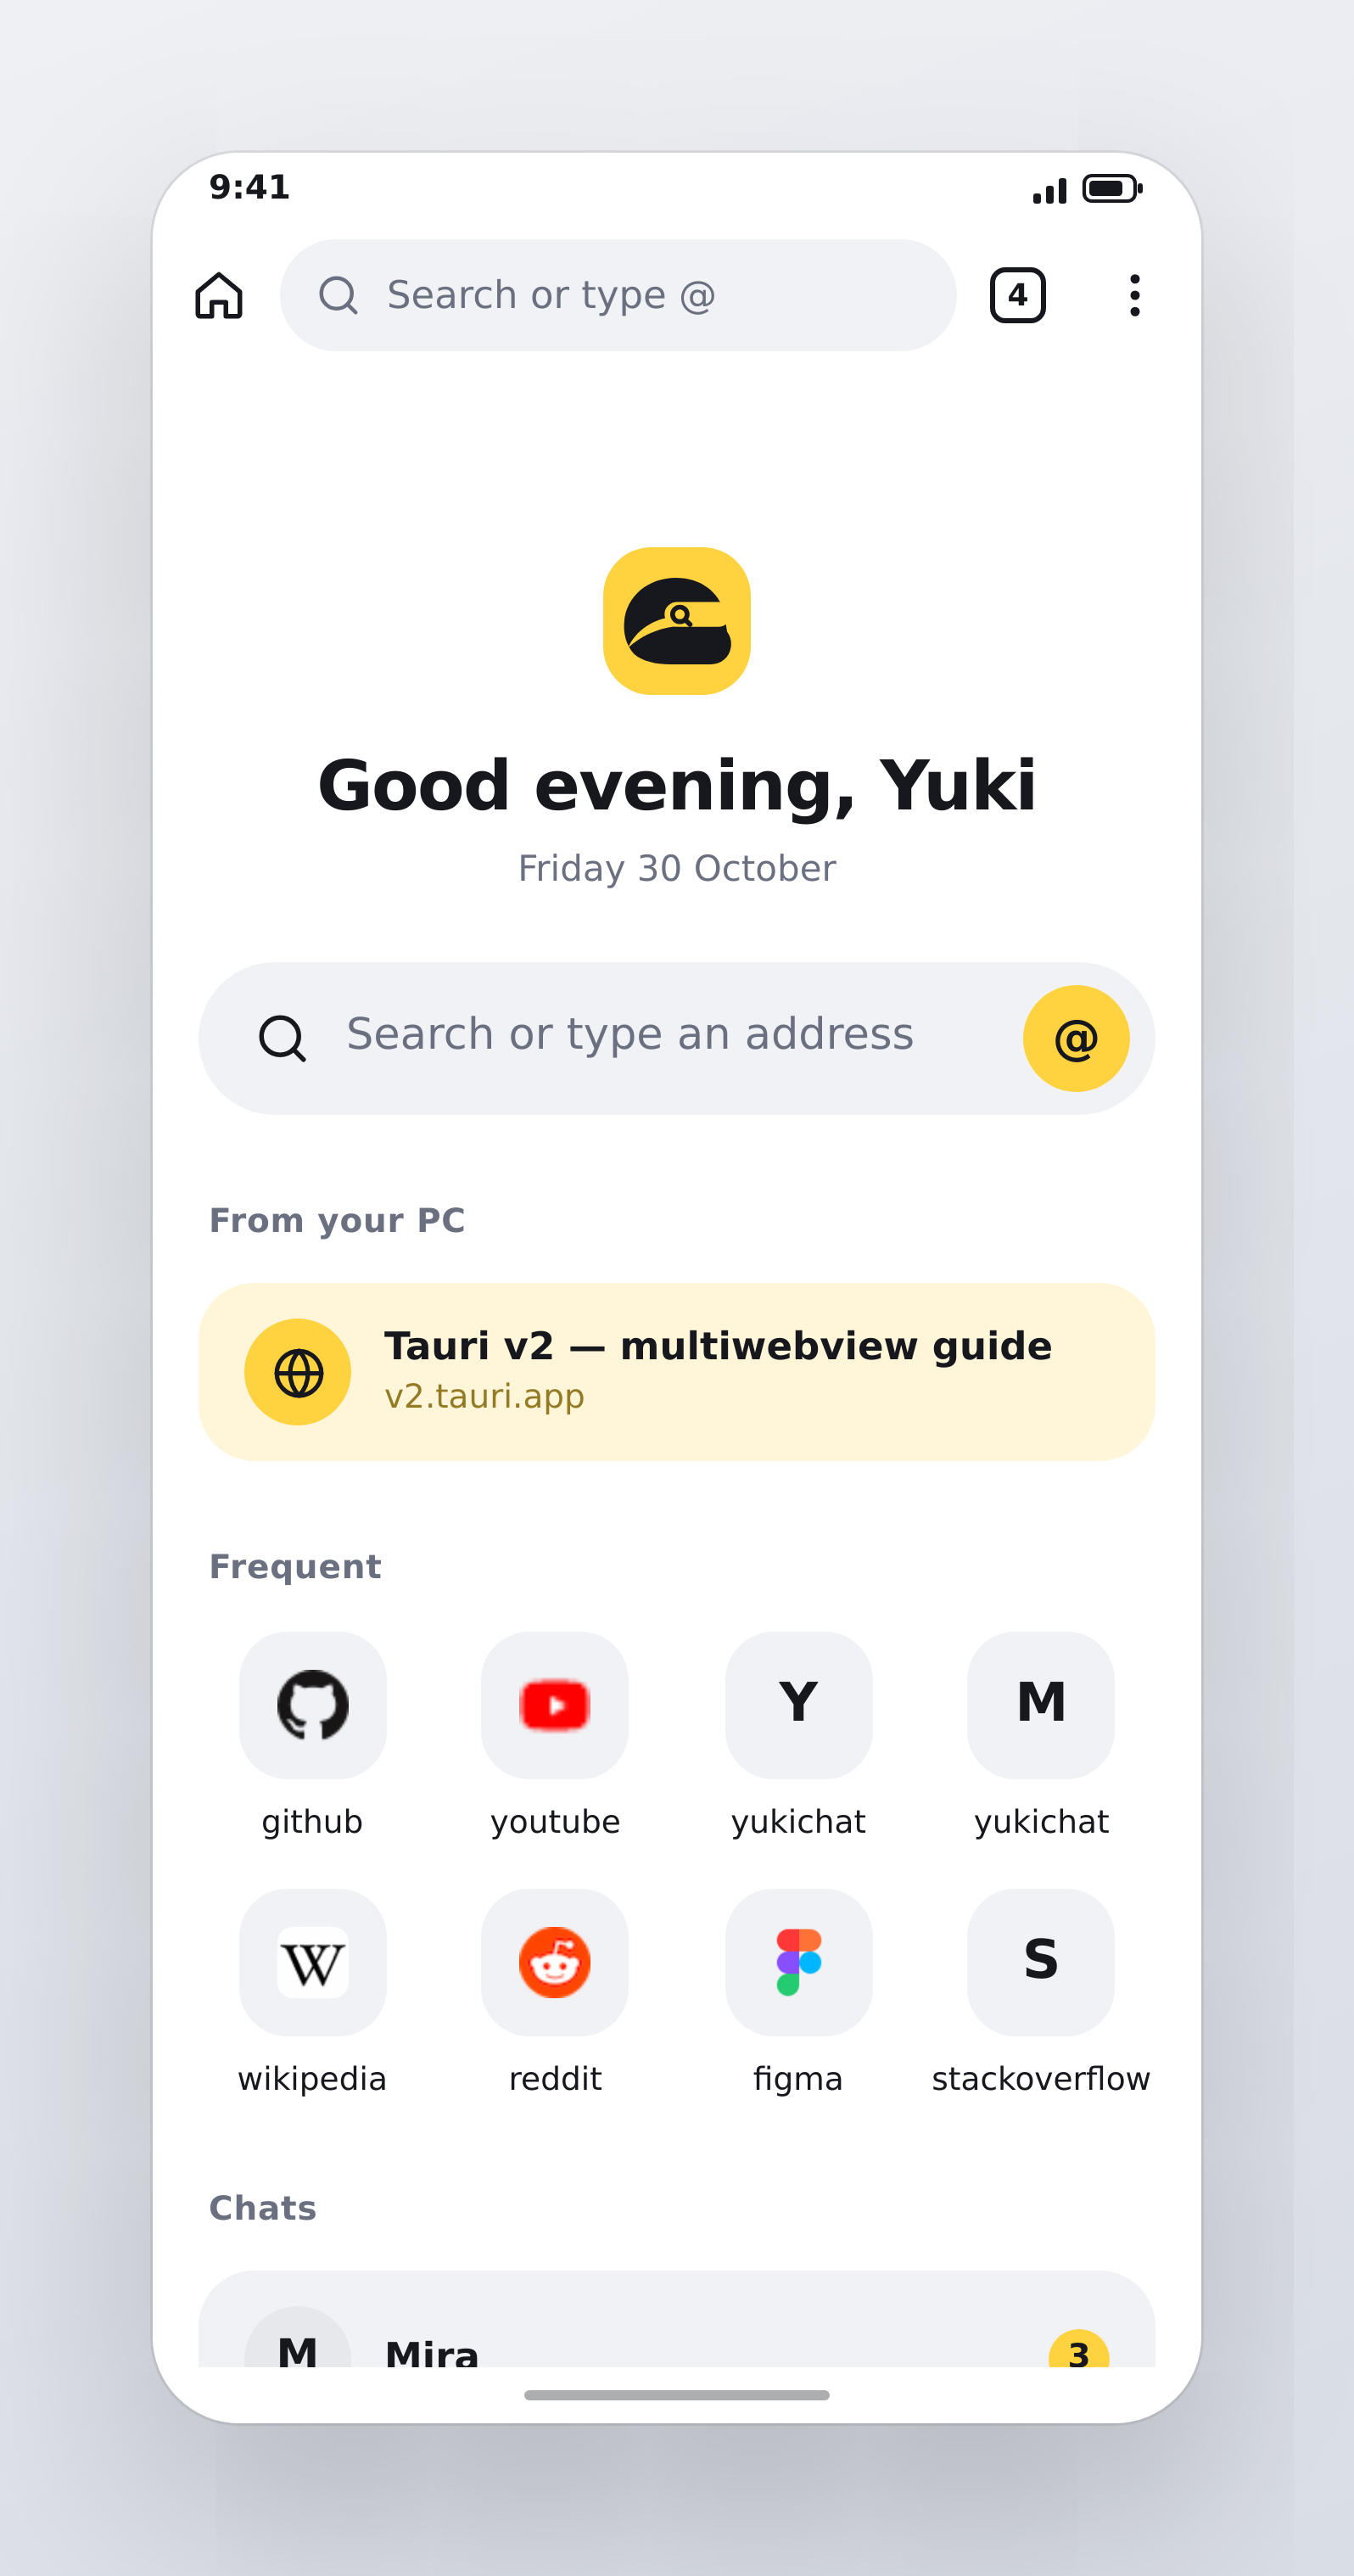 9:41
Search or type @
4
Good evening, Yuki
Friday 30 October
Search or type an address
@
From your PC
Tauri v2 — multiwebview guide
v2.tauri.app
Frequent
Y
M
github
youtube
yukichat
yukichat
W
S
wikipedia
reddit
figma
stackoverflow
Chats
M
Mira
3